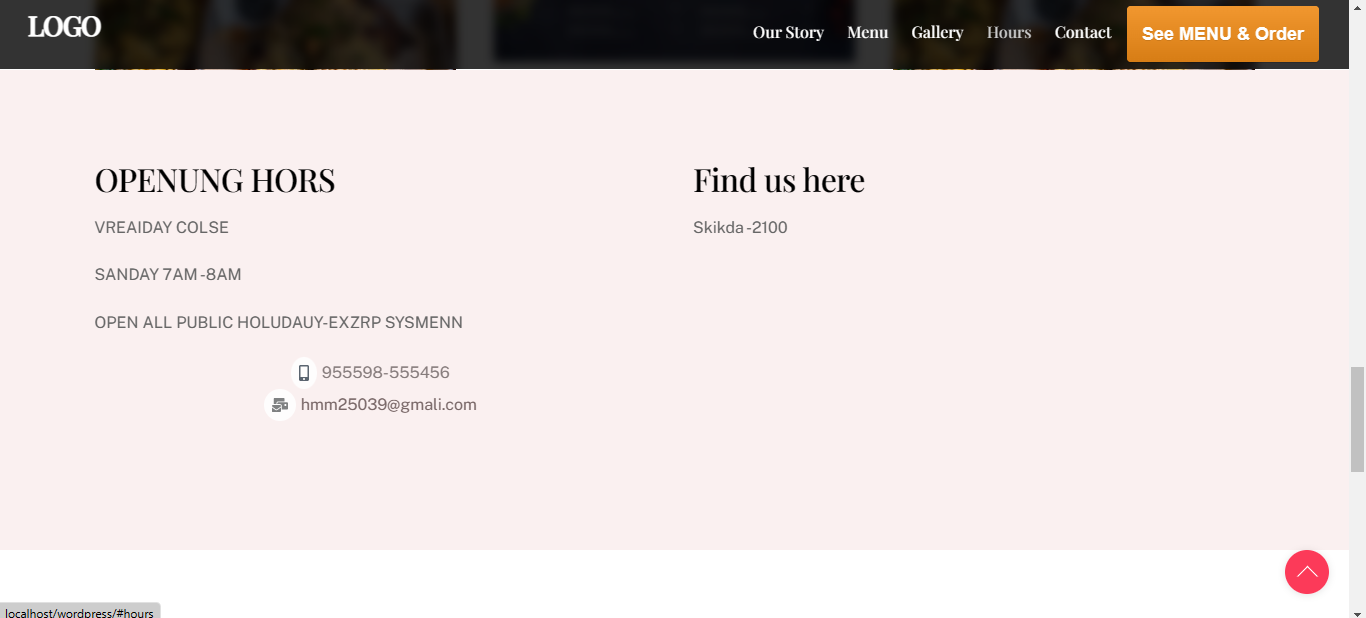 LOGO
Our Story
Menu
Gallery
Hours
Contact
See MENU & Order
OPENUNG HORS
VREAIDAY COLSE
SANDAY 7AM -8AM
OPEN ALL PUBLIC HOLUDAUY-EXZRP SYSMENN
955598-555456
hmm25039@gmali.com
Find us here
Skikda -2100
localhost/wordpress/#hours